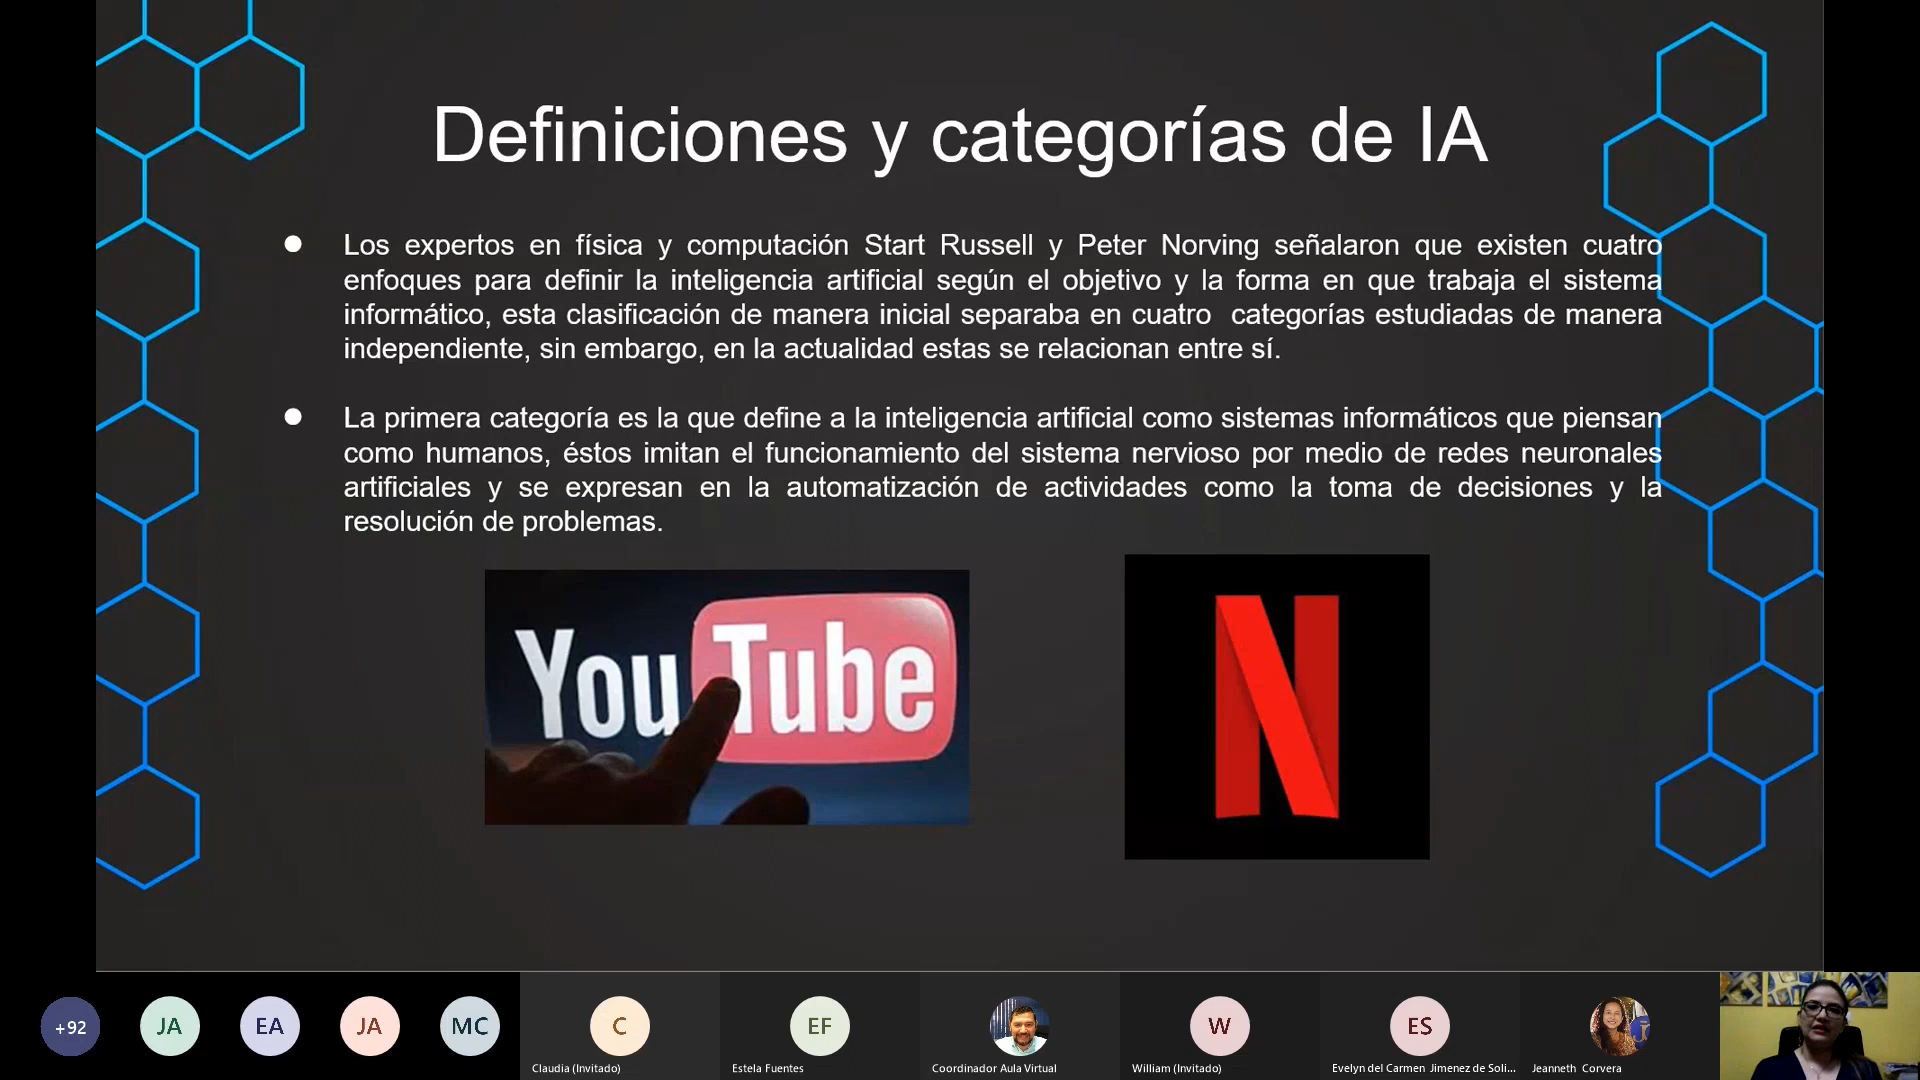 Definiciones y categorías de IA
Los expertos en física y computación Start Russell y Peter Norving señalaron que existen cuatro
enfoques para definir la inteligencia artificial según el objetivo y la forma en que trabaja el sistema
informático, esta clasificación de manera inicial separaba en cuatro categorías estudiadas de manera
independiente, sin embargo, en la actualidad estas se relacionan entre sí.
La primera categoría es la que define a la inteligencia artificial como sistemas informáticos que piensan
como humanos, éstos imitan el funcionamiento del sistema nervioso por medio de redes neuronales
artificiales y se expresan en la automatización de actividades como la toma de decisiones y la
resolución de problemas.
YouTube
N
+92
JA
EA
JA
MC
C
EF
W
ES
Claudia (Invitado)
Estela Fuentes
Coordinador Aula Virtual
William (Invitado)
Evelyn del Carmen Jimenez de Soli...
Jeanneth Corvera